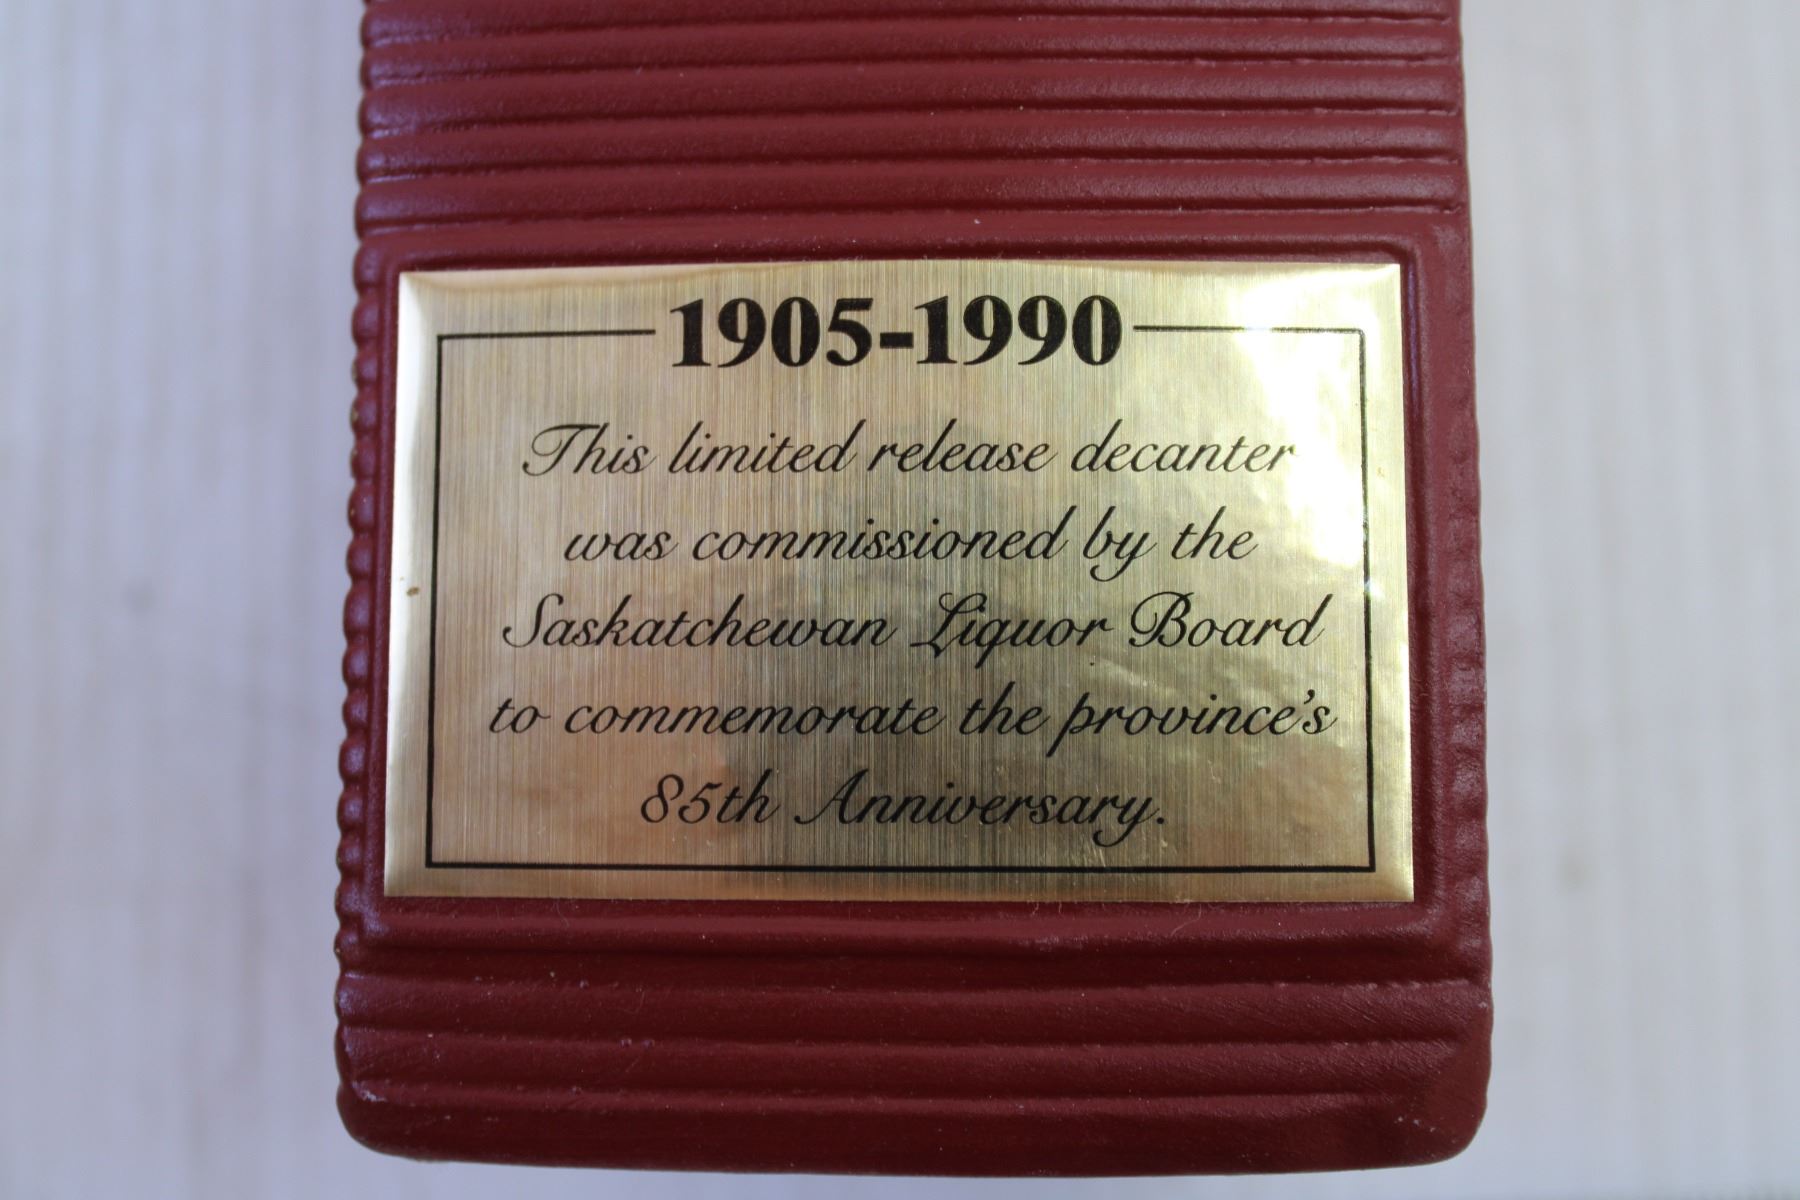 1905-1990
This limited release decanter
was commissioned by the
Saskatchewan Liquor Board
to commemorate the province's
85th Anniversary.